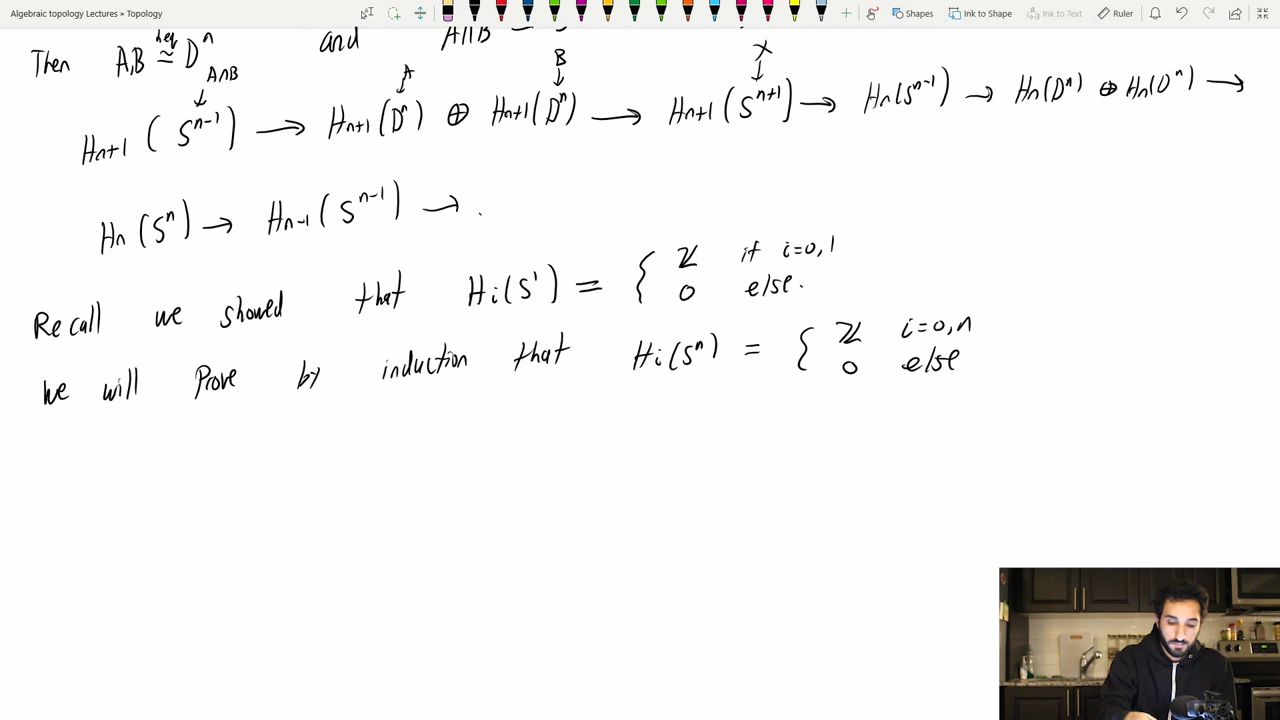 Algebraic topology Lectures » Topology
Shapes Ink to Shape Ink to Text Ruler
Then A,B ≅ Dⁿ and A∩B =
heq
A∩B A B X
Hn+1 ( Sⁿ⁻¹ ) → Hn+1(Dⁿ) ⊕ Hn+1(Dⁿ) → Hn+1(Sⁿ⁺¹) → Hn(Sⁿ⁻¹) → Hn(Dⁿ) ⊕ Hn(Dⁿ) →
Hn (Sⁿ) → Hn-1 (Sⁿ⁻¹) → .
Recall we showed that Hi(S¹) = { ℤ if i=0,1
0 else.
we will Prove by induction that Hi(Sⁿ) = { ℤ i=0,n
0 else